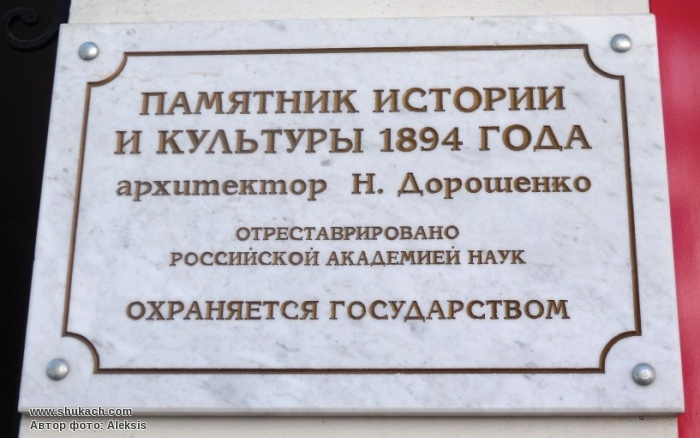 ПАМЯТНИК ИСТОРИИ
И КУЛЬТУРЫ 1894 ГОДА
архитектор Н. Дорошенко
ОТРЕСТАВРИРОВАНО
РОССИЙСКОЙ АКАДЕМИЕЙ НАУК
ОХРАНЯЕТСЯ ГОСУДАРСТВОМ
www.shukach.com
Автор фото: Aleksis